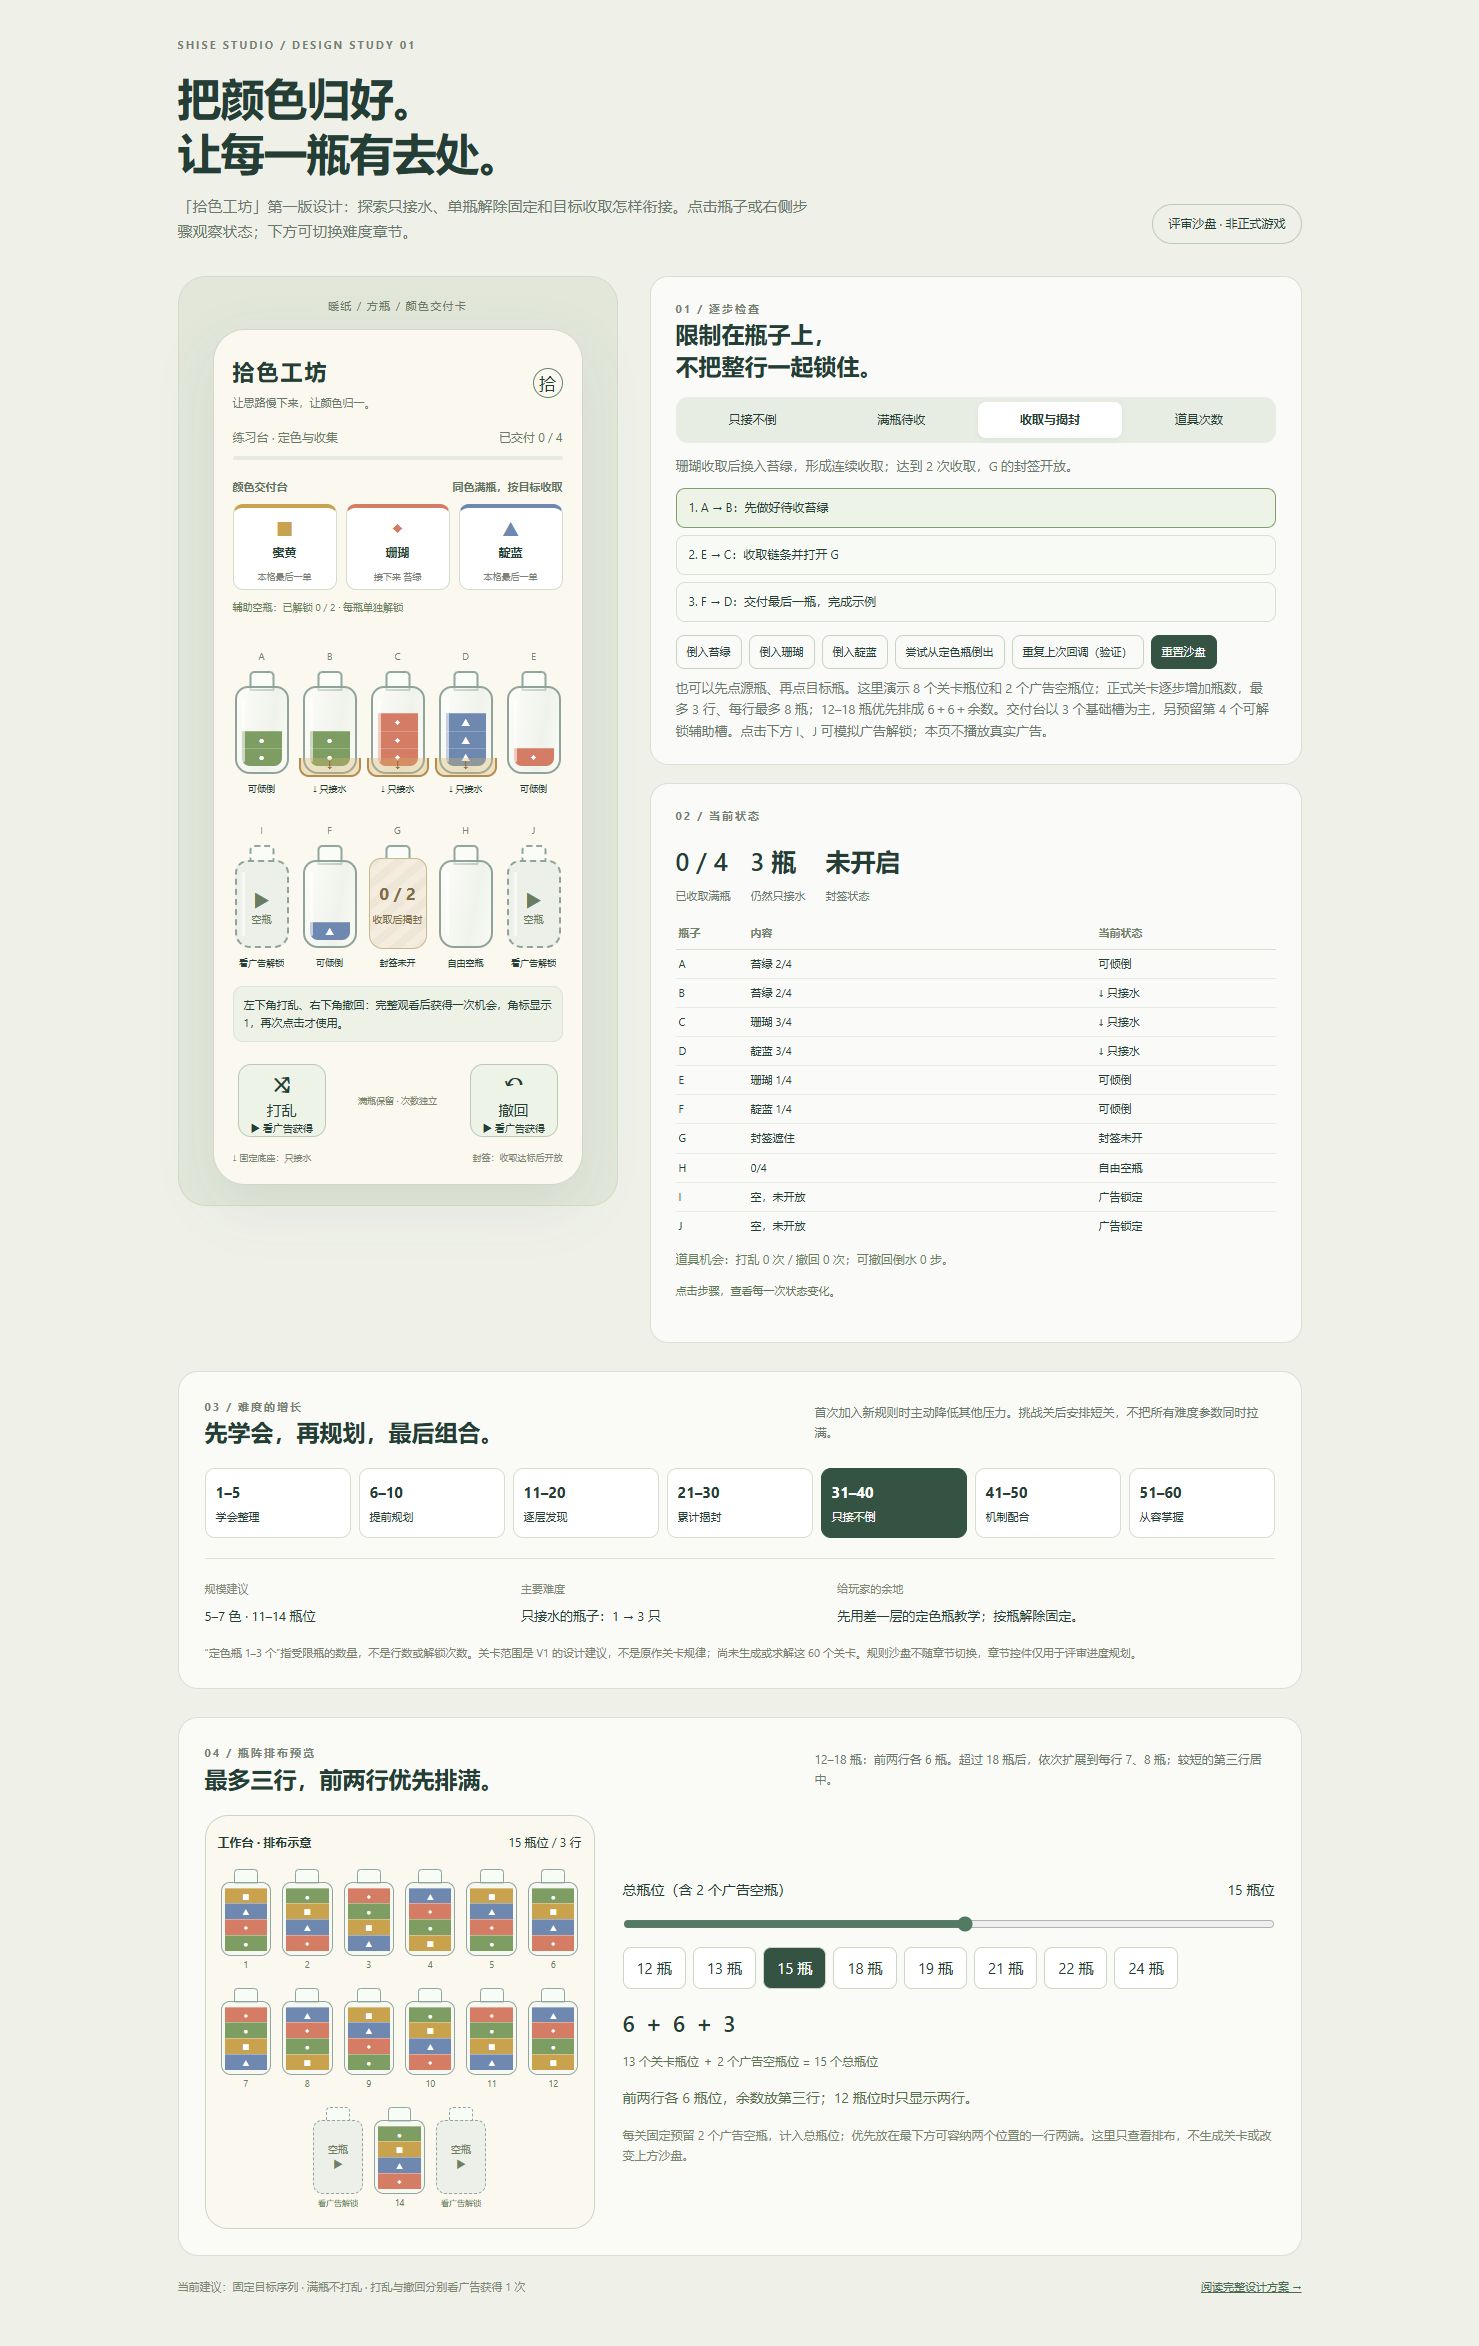 SHISE STUDIO / DESIGN STUDY 01
把颜色归好。
让每一瓶有去处。
「拾色工坊」第一版设计：探索只接水、单瓶解除固定和目标收取怎样衔接。点击瓶子或右侧步
骤观察状态；下方可切换难度章节。
评审沙盘 · 非正式游戏
暖纸 / 方瓶 / 颜色交付卡
拾色工坊
拾
让思路慢下来，让颜色归一。
练习台 · 定色与收集
已交付 0 / 4
颜色交付台
同色满瓶，按目标收取
蜜黄
珊瑚
靛蓝
本格最后一单
接下来 苔绿
本格最后一单
辅助空瓶：已解锁 0 / 2 · 每瓶单独解锁
A B C D E
可倾倒
↓ 只接水
↓ 只接水
↓ 只接水
可倾倒
I F G H J
空瓶
0 / 2
收取后揭封
空瓶
看广告解锁
可倾倒
封签未开
自由空瓶
看广告解锁
左下角打乱、右下角撤回：完整观看后获得一次机会，角标显示
1，再次点击才使用。
打乱
▶ 看广告获得
满瓶保留 · 次数独立
撤回
▶ 看广告获得
↓ 固定底座：只接水
封签：收取达标后开放
01 / 逐步检查
限制在瓶子上，
不把整行一起锁住。
只接不倒
满瓶待收
收取与揭封
道具次数
珊瑚收取后换入苔绿，形成连续收取；达到 2 次收取，G 的封签开放。
1. A → B：先做好待收苔绿
2. E → C：收取链条并打开 G
3. F → D：交付最后一瓶，完成示例
倒入苔绿
倒入珊瑚
倒入靛蓝
尝试从定色瓶倒出
重复上次回调（验证）
重置沙盘
也可以先点源瓶、再点目标瓶。这里演示 8 个关卡瓶位和 2 个广告空瓶位；正式关卡逐步增加瓶数，最
多 3 行、每行最多 8 瓶；12–18 瓶优先排成 6 + 6 + 余数。交付台以 3 个基础槽为主，另预留第 4 个可解
锁辅助槽。点击下方 I、J 可模拟广告解锁；本页不播放真实广告。
02 / 当前状态
0 / 4
3 瓶
未开启
已收取满瓶
仍然只接水
封签状态
瓶子 内容 当前状态
A 苔绿 2/4 可倾倒
B 苔绿 2/4 ↓ 只接水
C 珊瑚 3/4 ↓ 只接水
D 靛蓝 3/4 ↓ 只接水
E 珊瑚 1/4 可倾倒
F 靛蓝 1/4 可倾倒
G 封签遮住 封签未开
H 0/4 自由空瓶
I 空，未开放 广告锁定
J 空，未开放 广告锁定
道具机会：打乱 0 次 / 撤回 0 次；可撤回倒水 0 步。
点击步骤，查看每一次状态变化。
03 / 难度的增长
先学会，再规划，最后组合。
首次加入新规则时主动降低其他压力。挑战关后安排短关，不把所有难度参数同时拉
满。
1–5
学会整理
6–10
提前规划
11–20
逐层发现
21–30
累计揭封
31–40
只接不倒
41–50
机制配合
51–60
从容掌握
规模建议
5–7 色 · 11–14 瓶位
主要难度
只接水的瓶子：1 → 3 只
给玩家的余地
先用差一层的定色瓶教学；按瓶解除固定。
“定色瓶 1–3 个”指受限瓶的数量，不是行数或解锁次数。关卡范围是 V1 的设计建议，不是原作关卡规律；尚未生成或求解这 60 个关卡。规则沙盘不随章节切换，章节控件仅用于评审进度规划。
04 / 瓶阵排布预览
最多三行，前两行优先排满。
12–18 瓶：前两行各 6 瓶。超过 18 瓶后，依次扩展到每行 7、8 瓶；较短的第三行居
中。
工作台 · 排布示意
15 瓶位 / 3 行
1 2 3 4 5 6
7 8 9 10 11 12
空瓶
空瓶
看广告解锁
14
看广告解锁
总瓶位（含 2 个广告空瓶）
15 瓶位
12 瓶
13 瓶
15 瓶
18 瓶
19 瓶
21 瓶
22 瓶
24 瓶
6 + 6 + 3
13 个关卡瓶位 + 2 个广告空瓶位 = 15 个总瓶位
前两行各 6 瓶位，余数放第三行；12 瓶位时只显示两行。
每关固定预留 2 个广告空瓶，计入总瓶位；优先放在最下方可容纳两个位置的一行两端。这里只查看排布，不生成关卡或改
变上方沙盘。
当前建议：固定目标序列 · 满瓶不打乱 · 打乱与撤回分别看广告获得 1 次
阅读完整设计方案 →